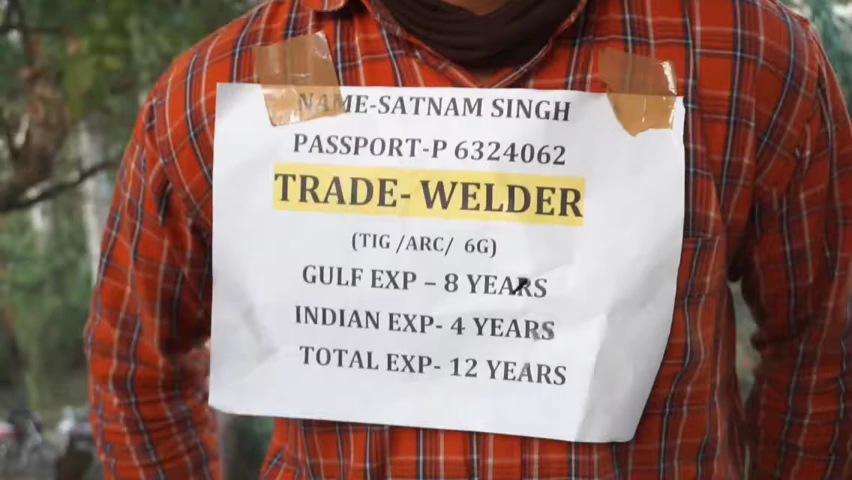 NAME-SATNAM SINGH
PASSPORT-P 6324062
TRADE- WELDER
(TIG /ARC/ 6G)
GULF EXP – 8 YEARS
INDIAN EXP- 4 YEARS
TOTAL EXP- 12 YEARS